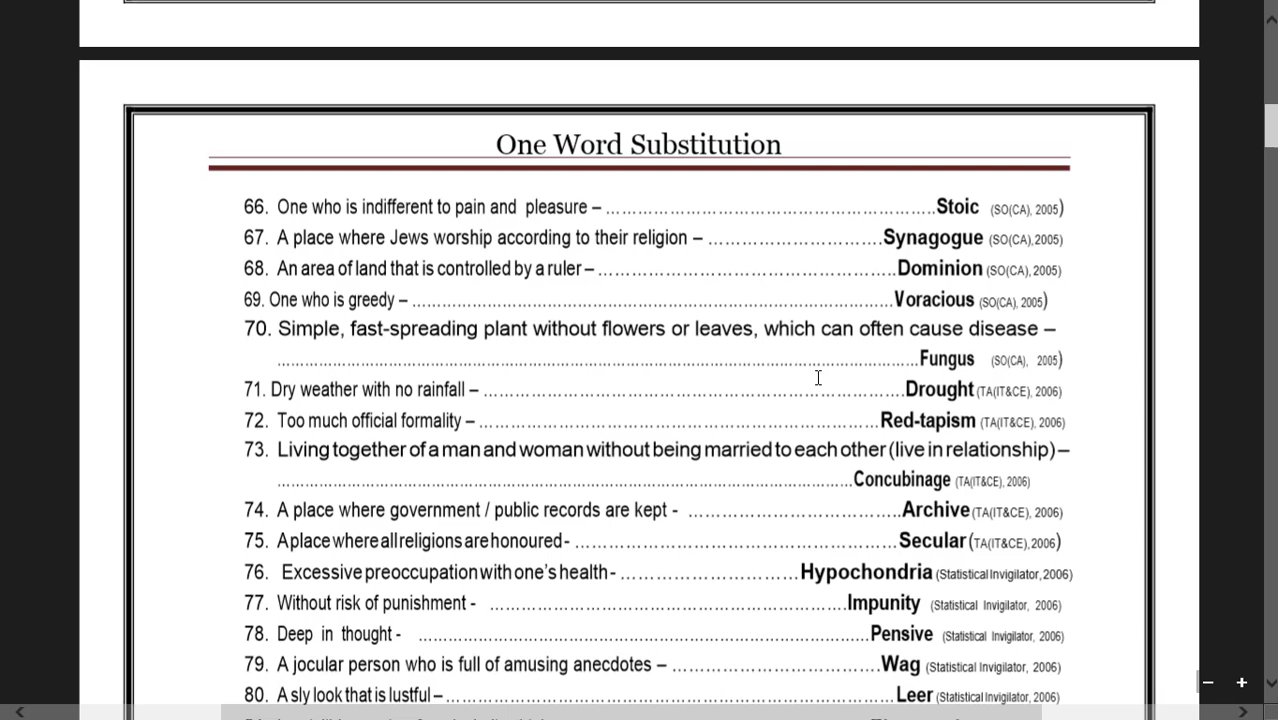 One Word Substitution
66. One who is indifferent to pain and pleasure – ……………………………………………………..Stoic (SO(CA), 2005)
67. A place where Jews worship according to their religion – …………………………….Synagogue (SO(CA),2005)
68. An area of land that is controlled by a ruler – ……………………………………………….Dominion (SO(CA), 2005)
69. One who is greedy – …………………………………………………………………………Voracious (SO(CA), 2005)
70. Simple, fast-spreading plant without flowers or leaves, which can often cause disease –
……………………………………………………………………………………………………Fungus (SO(CA), 2005)
71. Dry weather with no rainfall – …………………………………………………………………….Drought (TA(IT&CE), 2006)
72. Too much official formality – …………………………………………………………………Red-tapism (TA(IT&CE), 2006)
73. Living together of a man and woman without being married to each other (live in relationship) –
…………………………………………………………………………………………..Concubinage (TA(IT&CE), 2006)
74. A place where government / public records are kept - …………………………………..Archive (TA(IT&CE), 2006)
75. A place where all religions are honoured - ……………………………………………………Secular (TA(IT&CE),2006)
76. Excessive preoccupation with one’s health - …………………………….Hypochondria (Statistical Invigilator, 2006)
77. Without risk of punishment - …………………………………………………………..Impunity (Statistical Invigilator, 2006)
78. Deep in thought - …………………………………………………………………………Pensive (Statistical Invigilator, 2006)
79. A jocular person who is full of amusing anecdotes – …………………………………Wag (Statistical Invigilator, 2006)
80. A sly look that is lustful – …………………………………………………………………………Leer (Statistical Invigilator, 2006)